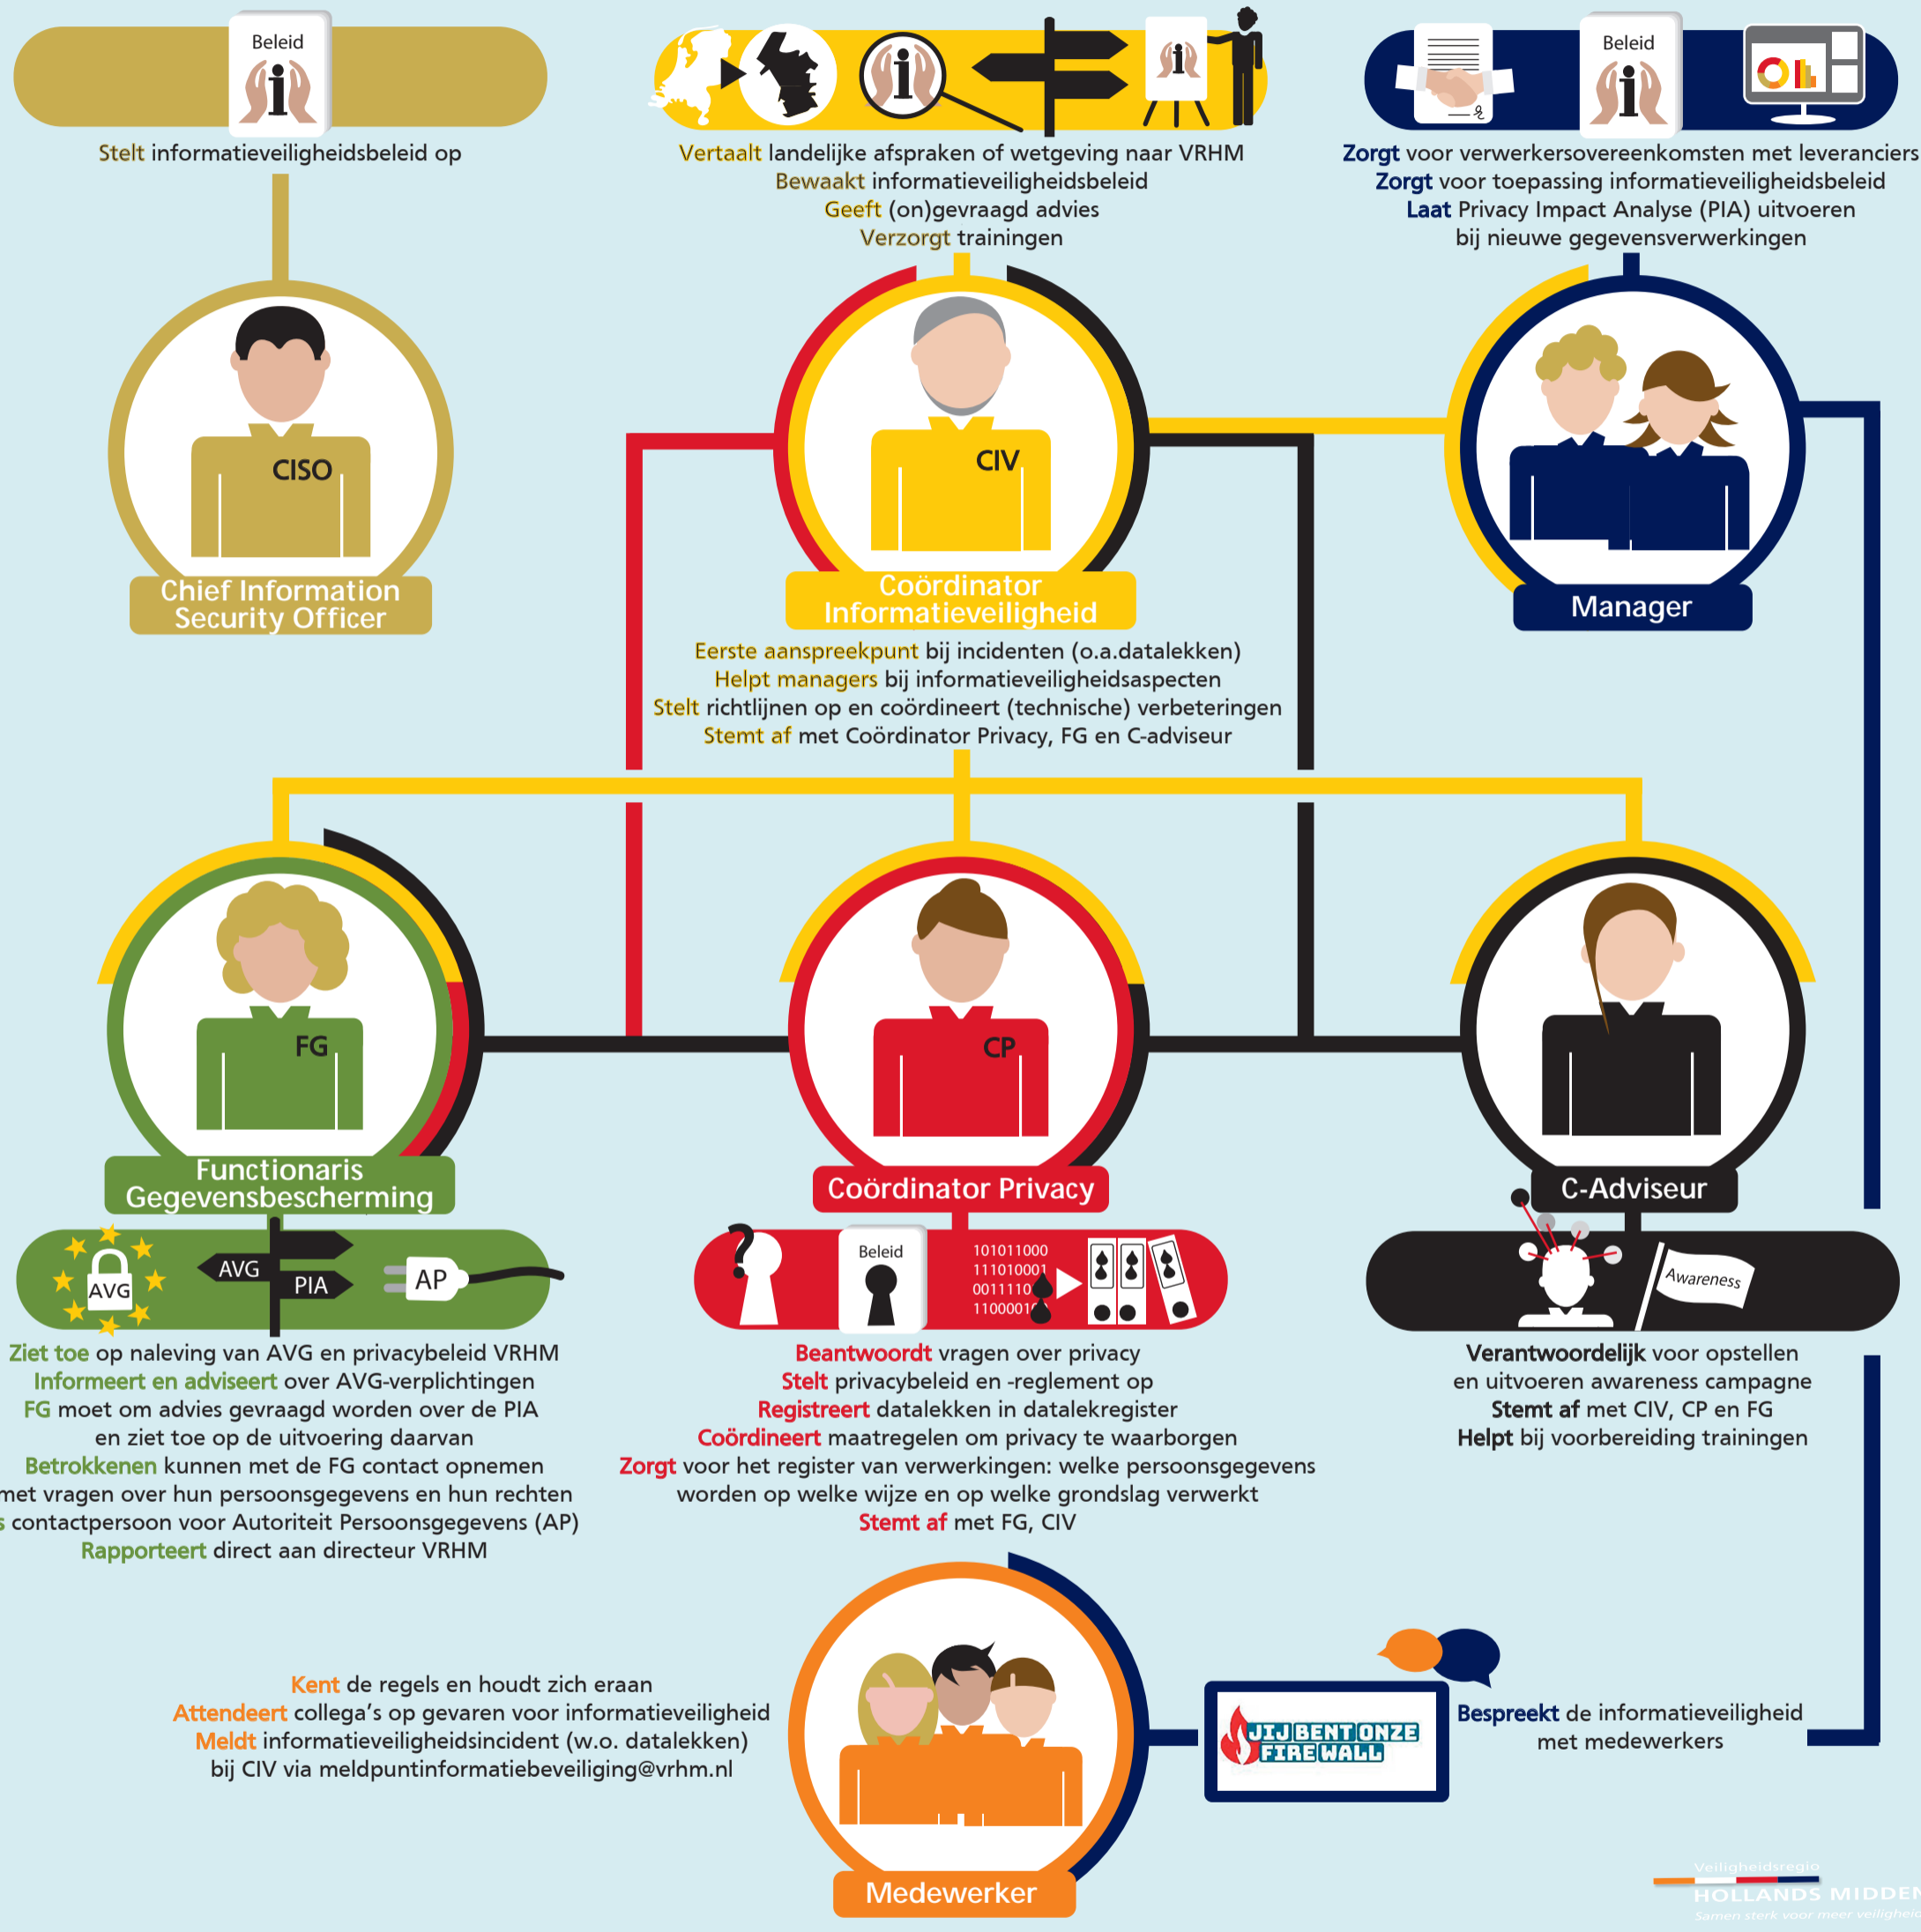 Beleid
Stelt informatieveiligheidsbeleid op
CISO
Chief Information
Security Officer
Vertaalt landelijke afspraken of wetgeving naar VRHM
Bewaakt informatieveiligheidsbeleid
Geeft (on)gevraagd advies
Verzorgt trainingen
CIV
Coördinator
Informatieveiligheid
Eerste aanspreekpunt bij incidenten (o.a.datalekken)
Helpt managers bij informatieveiligheidsaspecten
Stelt richtlijnen op en coördineert (technische) verbeteringen
Stemt af met Coördinator Privacy, FG en C-adviseur
Beleid
Zorgt voor verwerkersovereenkomsten met leveranciers
Zorgt voor toepassing informatieveiligheidsbeleid
Laat Privacy Impact Analyse (PIA) uitvoeren
bij nieuwe gegevensverwerkingen
Manager
FG
Functionaris
Gegevensbescherming
AVG
AVG
PIA
AP
Ziet toe op naleving van AVG en privacybeleid VRHM
Informeert en adviseert over AVG-verplichtingen
FG moet om advies gevraagd worden over de PIA
en ziet toe op de uitvoering daarvan
Betrokkenen kunnen met de FG contact opnemen
met vragen over hun persoonsgegevens en hun rechten
s contactpersoon voor Autoriteit Persoonsgegevens (AP)
Rapporteert direct aan directeur VRHM
CP
Coördinator Privacy
?
Beleid
101011000
111010001
0011110
110000100
Beantwoordt vragen over privacy
Stelt privacybeleid en -reglement op
Registreert datalekken in datalekregister
Coördineert maatregelen om privacy te waarborgen
Zorgt voor het register van verwerkingen: welke persoonsgegevens
worden op welke wijze en op welke grondslag verwerkt
Stemt af met FG, CIV
C-Adviseur
Awareness
Verantwoordelijk voor opstellen
en uitvoeren awareness campagne
Stemt af met CIV, CP en FG
Helpt bij voorbereiding trainingen
Kent de regels en houdt zich eraan
Attendeert collega's op gevaren voor informatieveiligheid
Meldt informatieveiligheidsincident (w.o. datalekken)
bij CIV via meldpuntinformatiebeveiliging@vrhm.nl
Medewerker
JIJ BENT ONZE
FIREWALL
Bespreekt de informatieveiligheid
met medewerkers
Veiligheidsregio
HOLLANDS MIDDEN
Samen sterk voor meer veiligheid